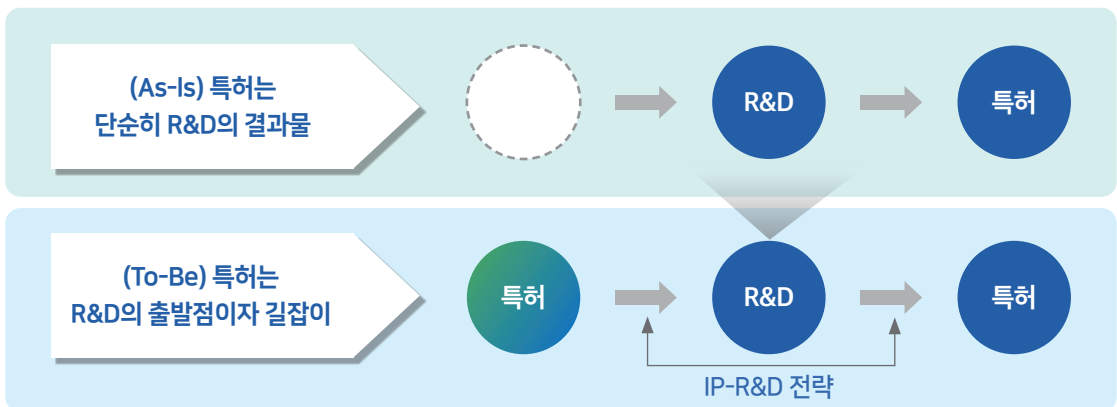 (As-Is) 특허는
단순히 R&D의 결과물
R&D
특허
(To-Be) 특허는
R&D의 출발점이자 길잡이
특허
R&D
특허
IP-R&D 전략